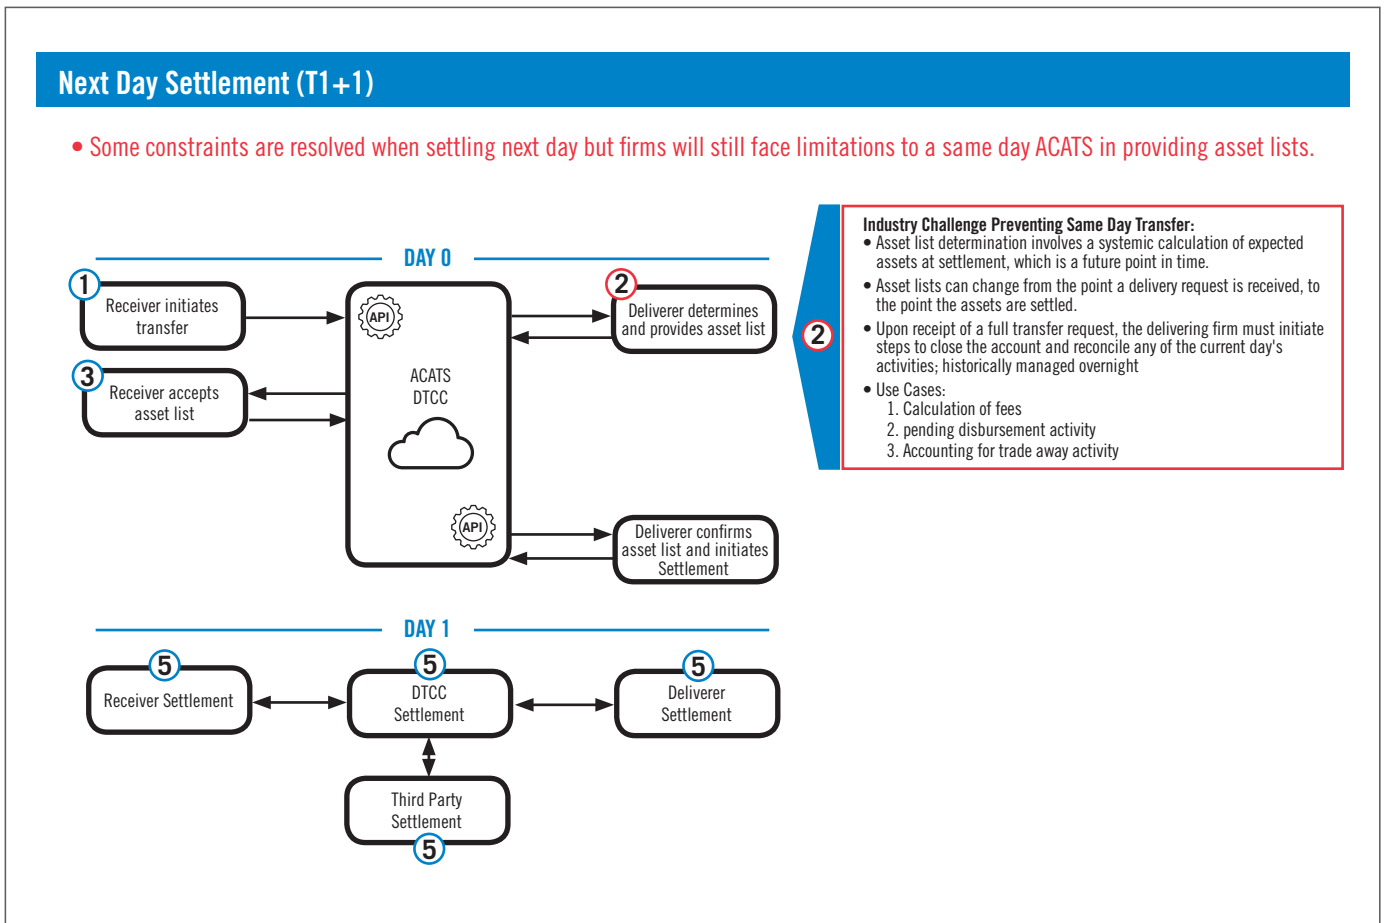 Next Day Settlement (T1+1)
• Some constraints are resolved when settling next day but firms will still face limitations to a same day ACATS in providing asset lists.
DAY 0
1
Receiver initiates
transfer
API
2
Deliverer determines
and provides asset list
3
Receiver accepts
asset list
ACATS
DTCC
API
Deliverer confirms
asset list and initiates
Settlement
2
Industry Challenge Preventing Same Day Transfer:
• Asset list determination involves a systemic calculation of expected
assets at settlement, which is a future point in time.
• Asset lists can change from the point a delivery request is received, to
the point the assets are settled.
• Upon receipt of a full transfer request, the delivering firm must initiate
steps to close the account and reconcile any of the current day's
activities; historically managed overnight
• Use Cases:
1. Calculation of fees
2. pending disbursement activity
3. Accounting for trade away activity
DAY 1
5
Receiver Settlement
5
DTCC
Settlement
5
Deliverer
Settlement
Third Party
Settlement
5